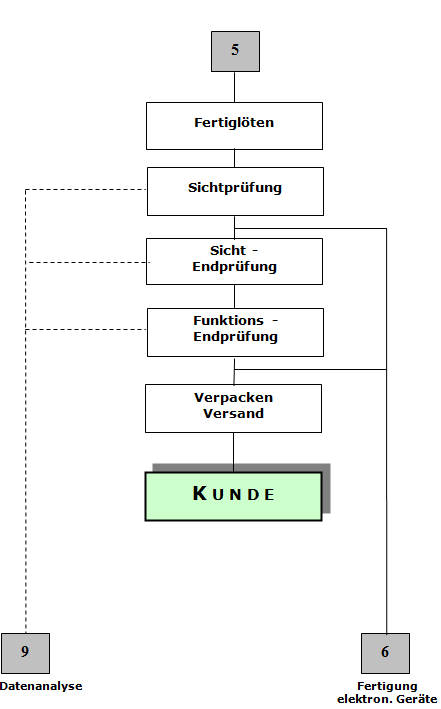 5
Fertiglöten
Sichtprüfung
Sicht -
Endprüfung
Funktions -
Endprüfung
Verpacken
Versand
KUNDE
9
Datenanalyse
6
Fertigung
elektron. Geräte